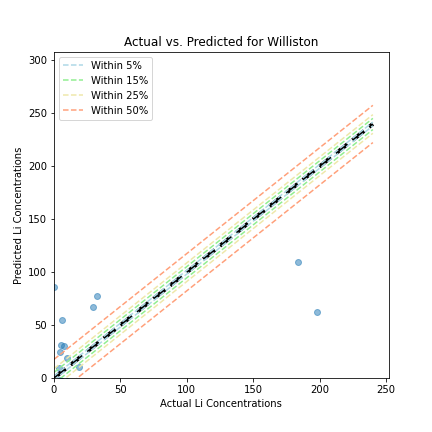 Actual vs. Predicted for Williston
300
250
200
150
100
50
0
Predicted Li Concentrations
Within 5%
Within 15%
Within 25%
Within 50%
0
50
100
150
200
250
Actual Li Concentrations